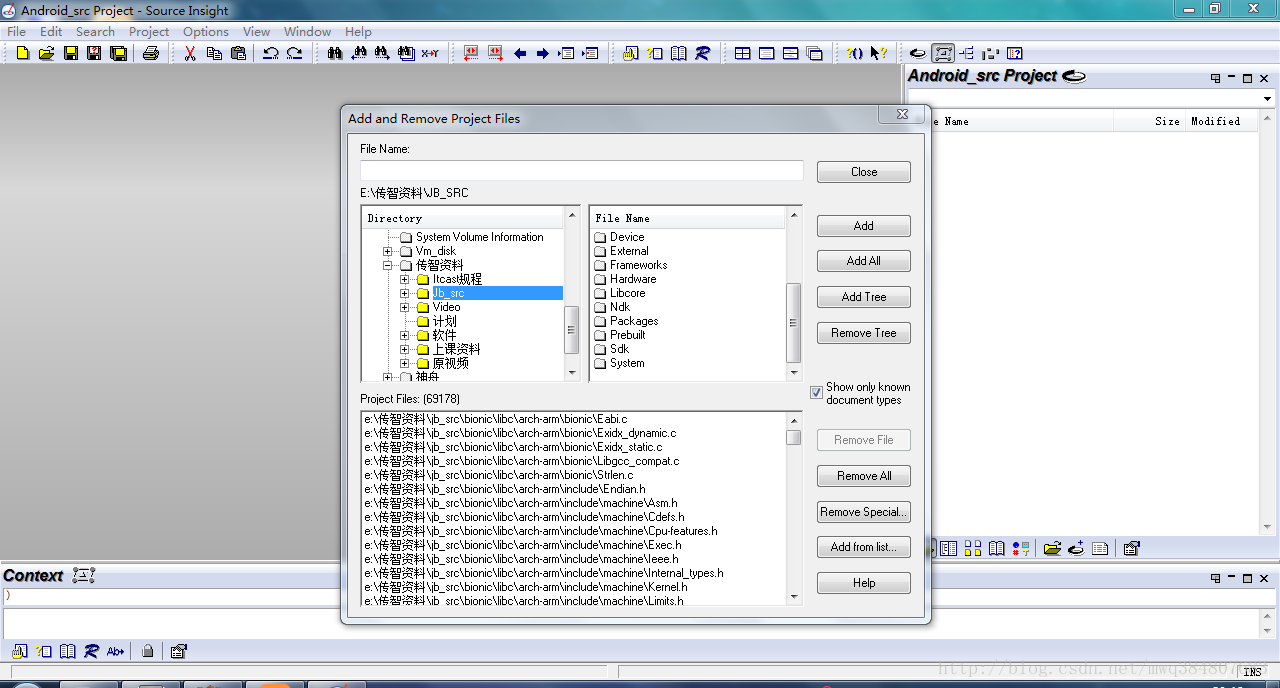 Android_src Project - Source Insight
File Edit Search Project Options View Window Help
Android_src Project
Name Size Modified
Add and Remove Project Files
File Name:
Close
E:\传智资料\JB_SRC
Directory
System Volume Information
Vm_disk
传智资料
Itcast规程
Jb_src
Video
计划
软件
上课资料
原视频
神舟
File Name
Device
External
Frameworks
Hardware
Libcore
Ndk
Packages
Prebuilt
Sdk
System
Add
Add All
Add Tree
Remove Tree
Show only known
document types
Project Files: (69178)
e:\传智资料\jb_src\bionic\libc\arch-arm\bionic\Eabi.c
e:\传智资料\jb_src\bionic\libc\arch-arm\bionic\Exidx_dynamic.c
e:\传智资料\jb_src\bionic\libc\arch-arm\bionic\Exidx_static.c
e:\传智资料\jb_src\bionic\libc\arch-arm\bionic\Libgcc_compat.c
e:\传智资料\jb_src\bionic\libc\arch-arm\bionic\Strlen.c
e:\传智资料\jb_src\bionic\libc\arch-arm\include\Endian.h
e:\传智资料\jb_src\bionic\libc\arch-arm\include\machine\Asm.h
e:\传智资料\jb_src\bionic\libc\arch-arm\include\machine\Cdefs.h
e:\传智资料\jb_src\bionic\libc\arch-arm\include\machine\Cpu-features.h
e:\传智资料\jb_src\bionic\libc\arch-arm\include\machine\Exec.h
e:\传智资料\jb_src\bionic\libc\arch-arm\include\machine\Ieee.h
e:\传智资料\jb_src\bionic\libc\arch-arm\include\machine\Internal_types.h
e:\传智资料\jb_src\bionic\libc\arch-arm\include\machine\Kernel.h
e:\传智资料\jb_src\bionic\libc\arch-arm\include\machine\Limits.h
Remove File
Remove All
Remove Special...
Add from list...
Help
Context
)
INS